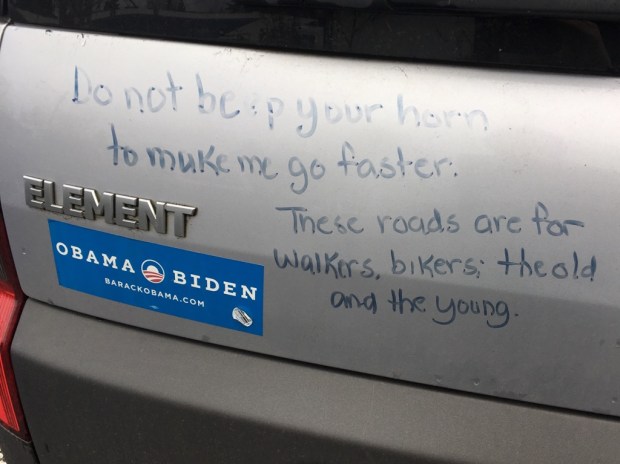 Do not beep your horn
to make me go faster.
These roads are for
walkers, bikers, the old
and the young.
ELEMENT
OBAMA BIDEN
BARACKOBAMA.COM